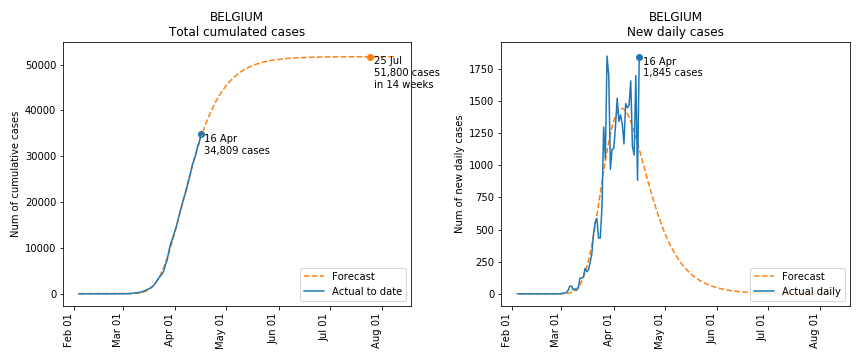 BELGIUM
Total cumulated cases
Num of cumulative cases
50000
40000
30000
20000
10000
0
25 Jul
51,800 cases
in 14 weeks
16 Apr
34,809 cases
Forecast
Actual to date
Feb 01
Mar 01
Apr 01
May 01
Jun 01
Jul 01
Aug 01
BELGIUM
New daily cases
Num of new daily cases
1750
1500
1250
1000
750
500
250
0
16 Apr
1,845 cases
Forecast
Actual daily
Feb 01
Mar 01
Apr 01
May 01
Jun 01
Jul 01
Aug 01